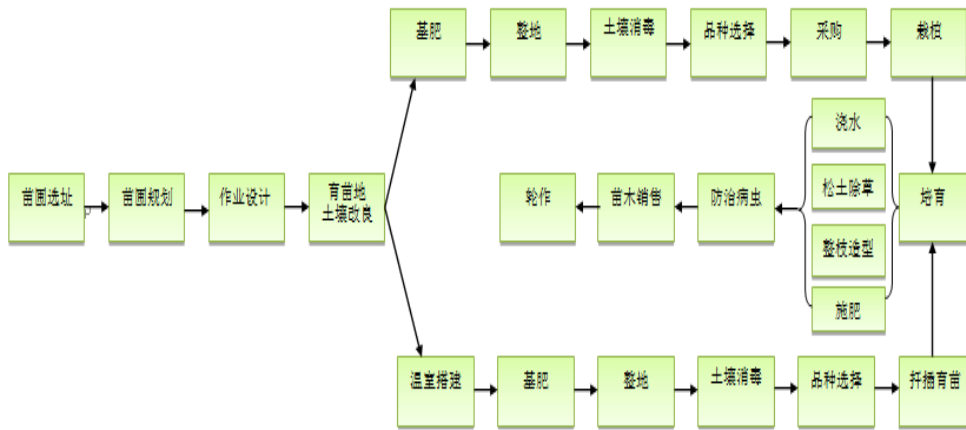 基肥
整地
土壤消毒
品种选择
采购
栽植
浇水
苗圃选址
苗圃规划
作业设计
育苗地
土壤改良
轮作
苗木销售
防治病虫
松土除草
培育
整枝造型
施肥
温室搭建
基肥
整地
土壤消毒
品种选择
扦插育苗